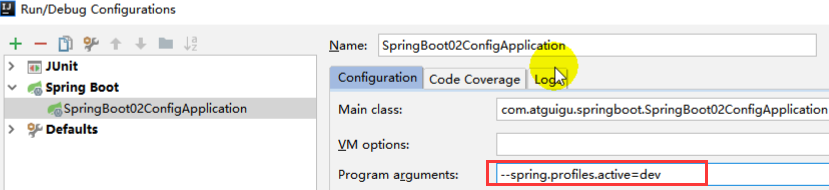 Run/Debug Configurations
Name: SpringBoot02ConfigApplication
JUnit
Spring Boot
SpringBoot02ConfigApplication
Defaults
Configuration Code Coverage Logs
Main class: com.atguigu.springboot.SpringBoot02ConfigApplication
VM options:
Program arguments: --spring.profiles.active=dev